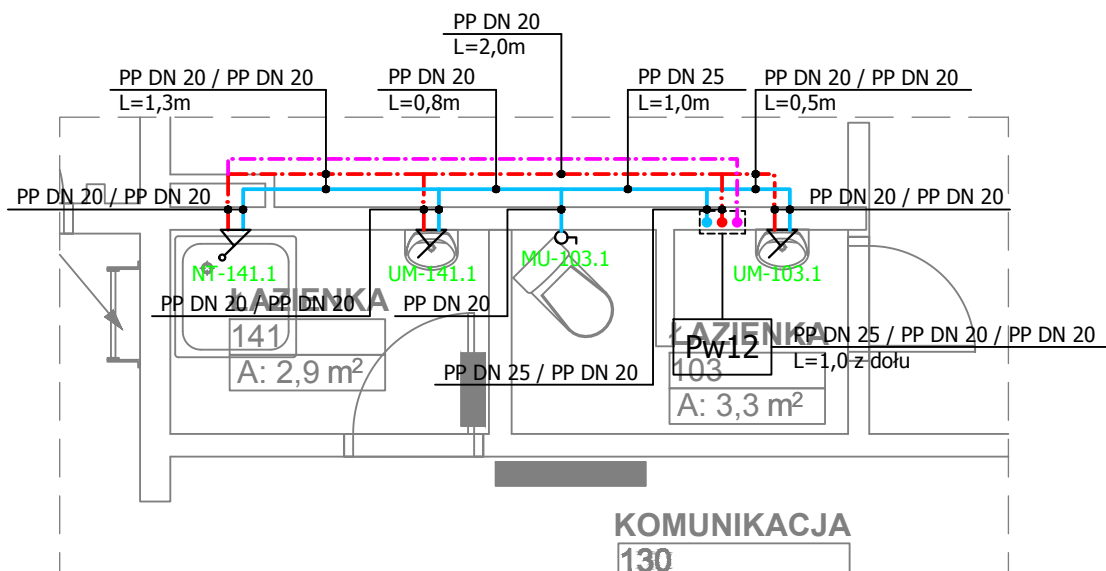 PP DN 20
L=2,0m
PP DN 20 / PP DN 20
L=1,3m
PP DN 20
L=0,8m
PP DN 25
L=1,0m
PP DN 20 / PP DN 20
L=0,5m
PP DN 20 / PP DN 20
PP DN 20 / PP DN 20
NT-141.1
UM-141.1
MU-103.1
UM-103.1
PP DN 20 / PP DN 20
PP DN 20
ŁAZIENKA
141
A: 2,9 m²
ŁAZIENKA
103
A: 3,3 m²
Pw12
PP DN 25 / PP DN 20 / PP DN 20
L=1,0 z dołu
PP DN 25 / PP DN 20
KOMUNIKACJA
130